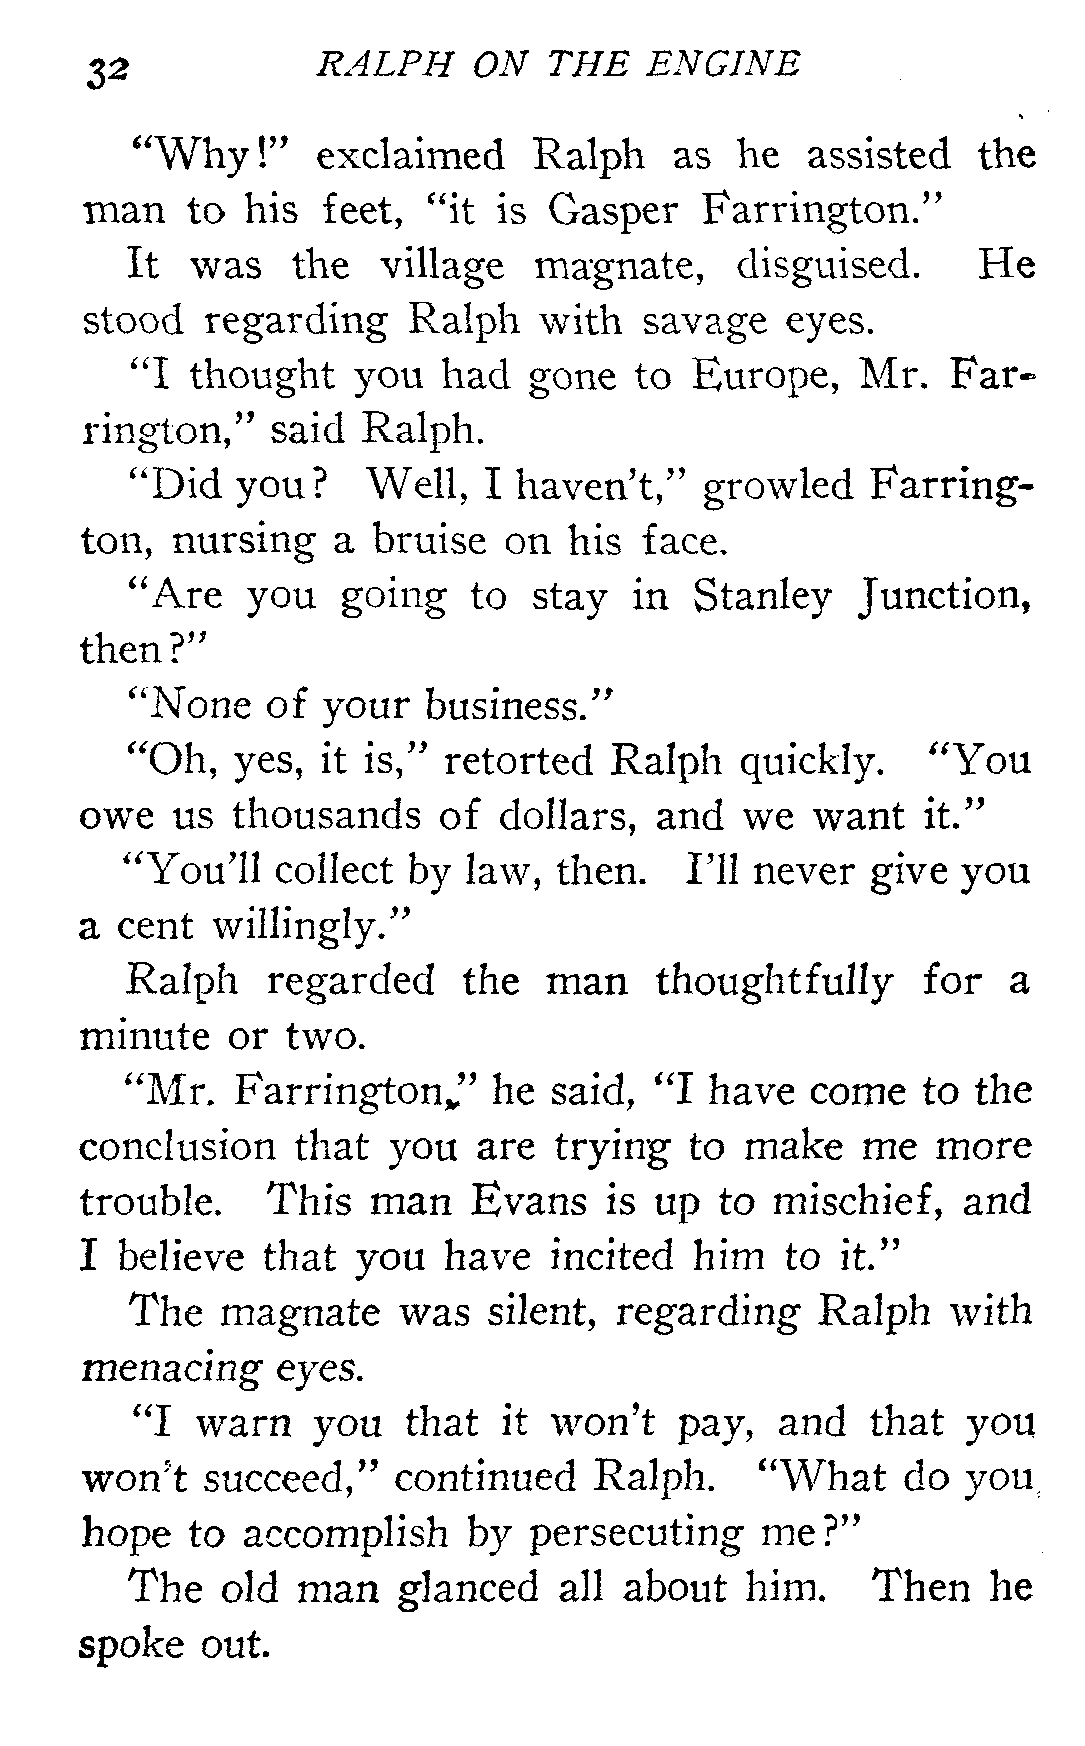 32 RALPH ON THE ENGINE
"Why!" exclaimed Ralph as he assisted the
man to his feet, "it is Gasper Farrington."
It was the village magnate, disguised. He
stood regarding Ralph with savage eyes.
"I thought you had gone to Europe, Mr. Far-
rington," said Ralph.
"Did you? Well, I haven't," growled Farring-
ton, nursing a bruise on his face.
"Are you going to stay in Stanley Junction,
then?"
"None of your business."
"Oh, yes, it is," retorted Ralph quickly. "You
owe us thousands of dollars, and we want it."
"You'll collect by law, then. I'll never give you
a cent willingly."
Ralph regarded the man thoughtfully for a
minute or two.
"Mr. Farrington," he said, "I have come to the
conclusion that you are trying to make me more
trouble. This man Evans is up to mischief, and
I believe that you have incited him to it."
The magnate was silent, regarding Ralph with
menacing eyes.
"I warn you that it won't pay, and that you
won't succeed," continued Ralph. "What do you
hope to accomplish by persecuting me?"
The old man glanced all about him. Then he
spoke out.